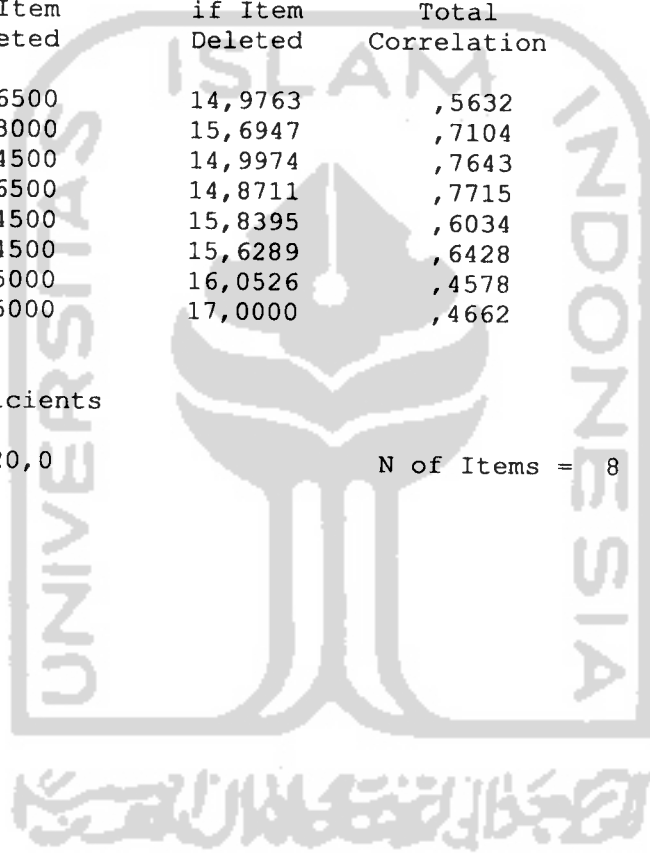 Item if Item Total
eted Deleted Correlation
6500 14,9763 ,5632
8000 15,6947 ,7104
4500 14,9974 ,7643
6500 14,8711 ,7715
4500 15,8395 ,6034
4500 15,6289 ,6428
6000 16,0526 ,4578
6000 17,0000 ,4662
icients
20,0 N of Items = 8
ISLAM
UNIVERSITAS
INDONESIA